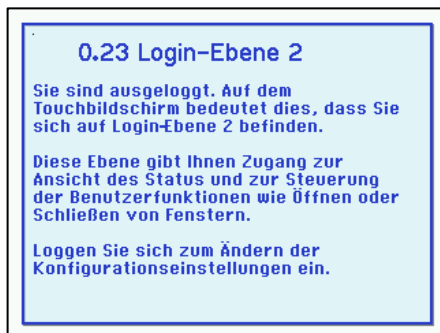 0.23 Login-Ebene 2
Sie sind ausgeloggt. Auf dem
Touchbildschirm bedeutet dies, dass Sie
sich auf Login-Ebene 2 befinden.
Diese Ebene gibt Ihnen Zugang zur
Ansicht des Status und zur Steuerung
der Benutzerfunktionen wie Öffnen oder
Schließen von Fenstern.
Loggen Sie sich zum Ändern der
Konfigurationseinstellungen ein.